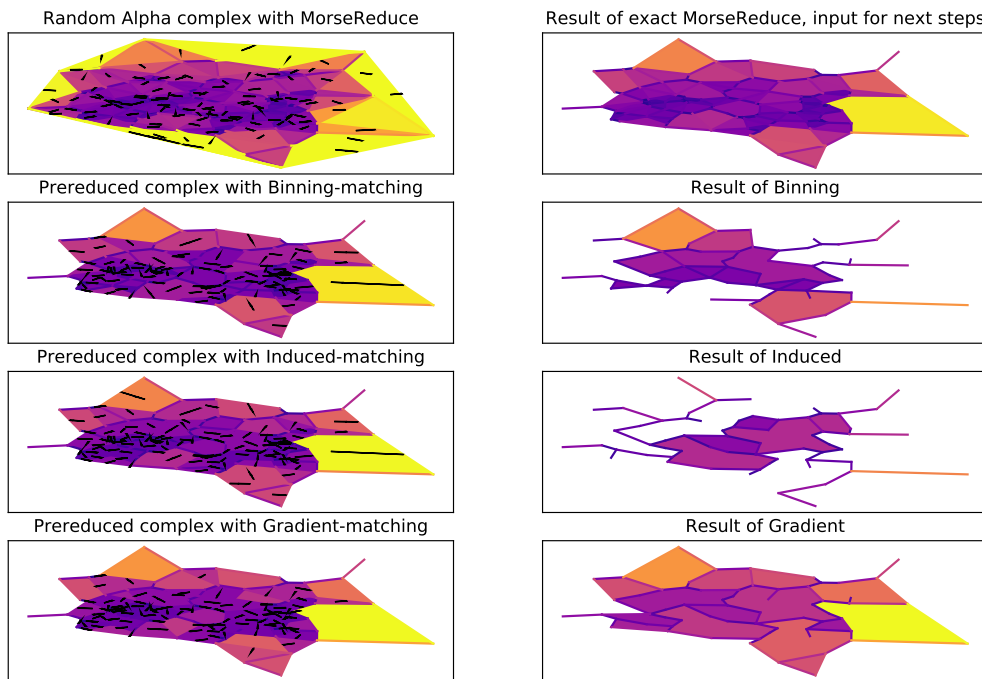 Random Alpha complex with MorseReduce
Result of exact MorseReduce, input for next steps
Prereduced complex with Binning-matching
Result of Binning
Prereduced complex with Induced-matching
Result of Induced
Prereduced complex with Gradient-matching
Result of Gradient